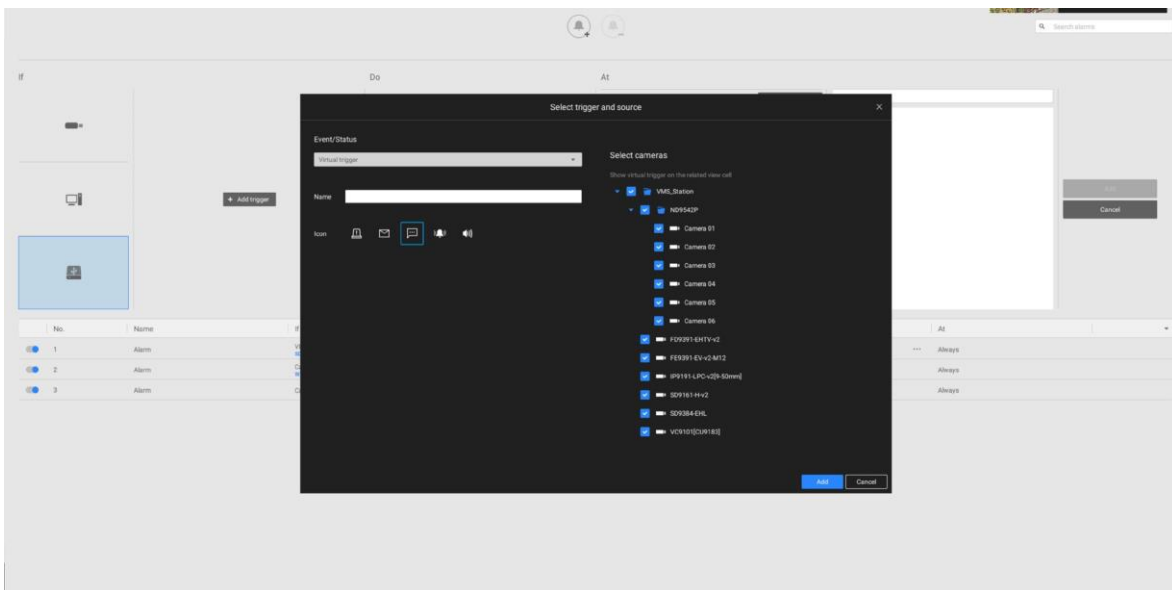 Search alarms
If
Do
At
Select trigger and source
Event/Status
Virtual trigger
Name
Icon
Select cameras
Show virtual trigger on the related view cell
VMS_Station
ND9542P
Camera 01
Camera 02
Camera 03
Camera 04
Camera 05
Camera 06
FD9391-EHTV-v2
FE9391-EV-v2-M12
IP9191-LPC-v2[9-50mm]
SD9161-H-v2
SD9384-EHL
VC9101[CU9183]
Add
Cancel
+ Add trigger
Add
Cancel
No.
Name
If
At
1
Alarm
Always
2
Alarm
Always
3
Alarm
Always